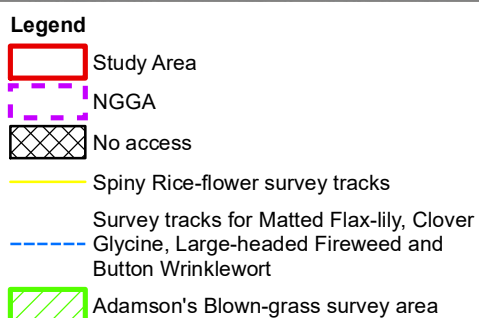 Legend
Study Area
NGGA
No access
Spiny Rice-flower survey tracks
Survey tracks for Matted Flax-lily, Clover
Glycine, Large-headed Fireweed and
Button Wrinklewort
Adamson's Blown-grass survey area